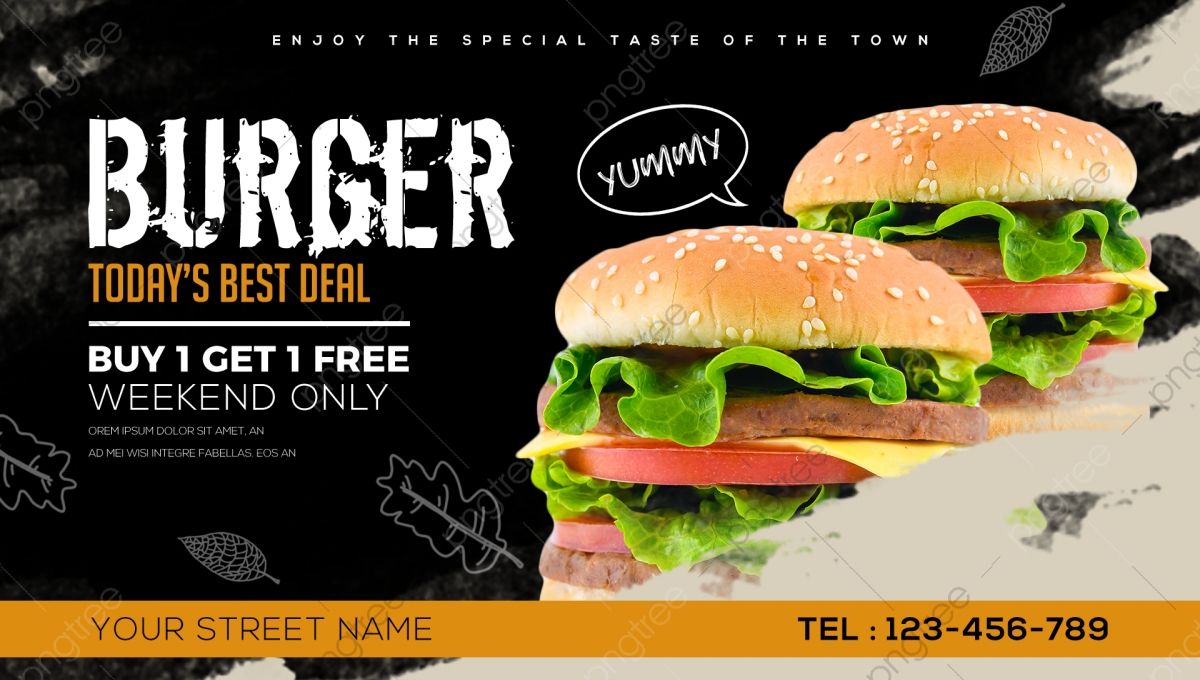 ENJOY THE SPECIAL TASTE OF THE TOWN
BURGER
YUMMY
TODAY'S BEST DEAL
BUY 1 GET 1 FREE
WEEKEND ONLY
OREM IPSUM DOLOR SIT AMET, AN
AD MEI WISI INTEGRE FABELLAS. EOS AN
YOUR STREET NAME
TEL : 123-456-789
pngtree